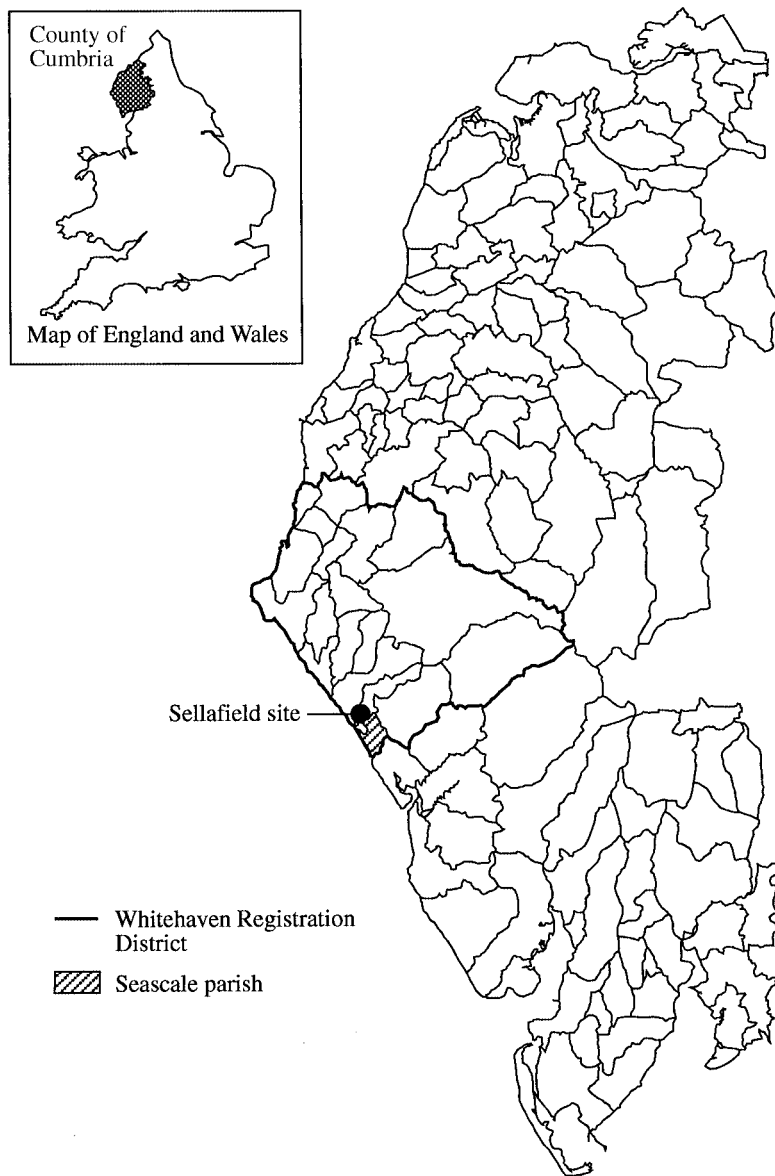 County of
Cumbria
Map of England and Wales
Sellafield site
Whitehaven Registration
District
Seascale parish